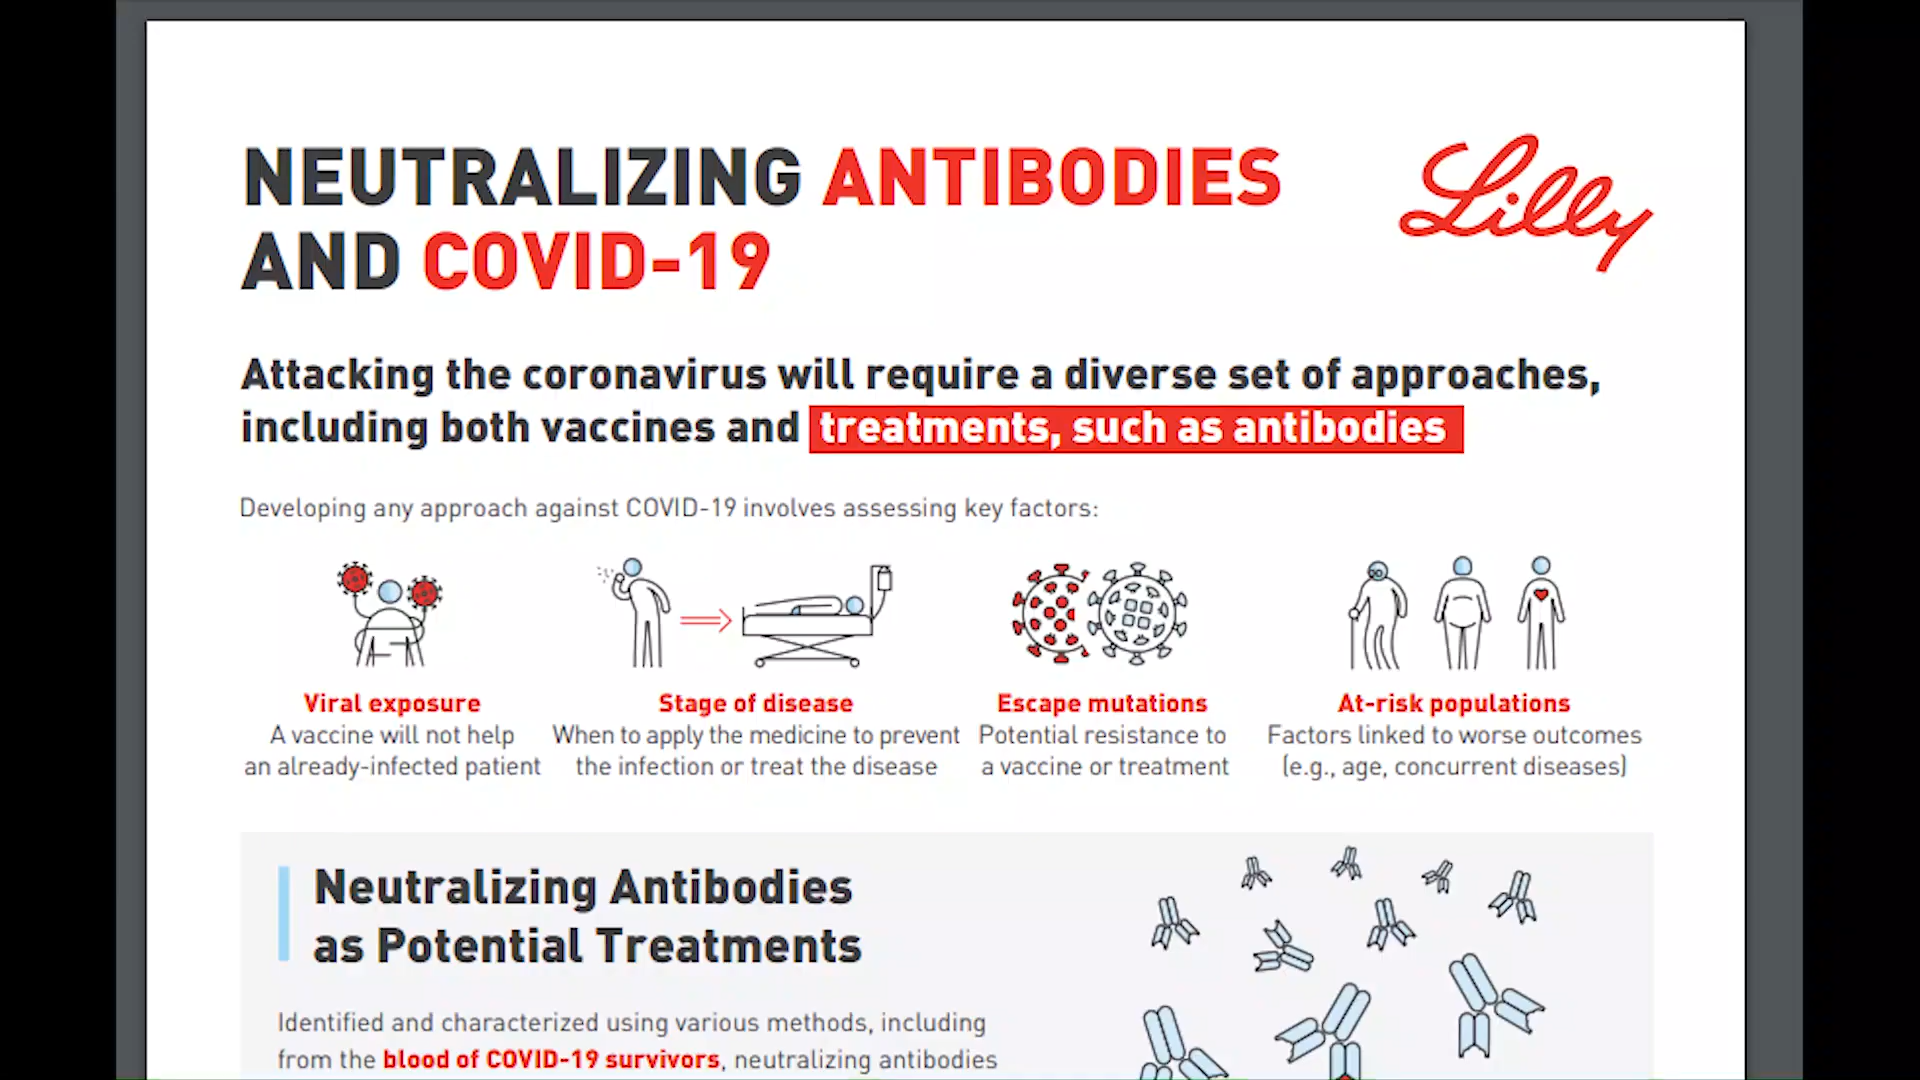 NEUTRALIZING ANTIBODIES
AND COVID-19
Lilly
Attacking the coronavirus will require a diverse set of approaches,
including both vaccines and treatments, such as antibodies
Developing any approach against COVID-19 involves assessing key factors:
Viral exposure
A vaccine will not help
an already-infected patient
Stage of disease
When to apply the medicine to prevent
the infection or treat the disease
Escape mutations
Potential resistance to
a vaccine or treatment
At-risk populations
Factors linked to worse outcomes
(e.g., age, concurrent diseases)
Neutralizing Antibodies
as Potential Treatments
Identified and characterized using various methods, including
from the blood of COVID-19 survivors, neutralizing antibodies